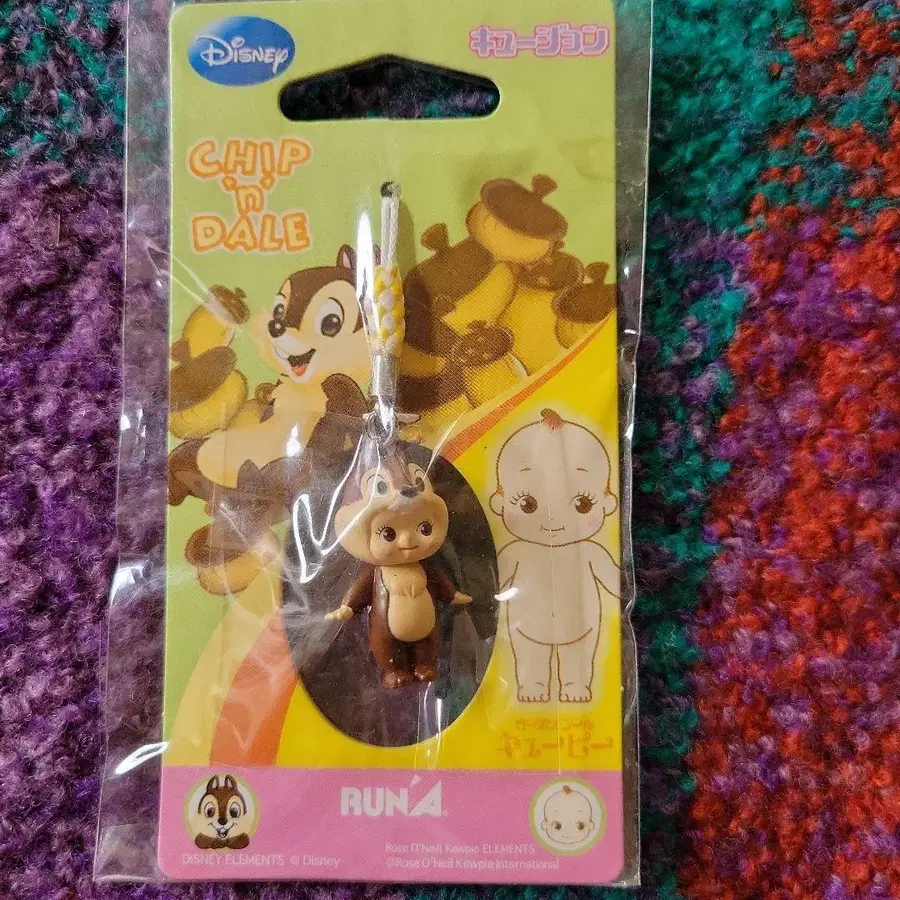 Disney
キュージョン
CHIP
'n'
DALE
ローズオニール
キューピー
RUN'A
Rose O'Neill Kewpie ELEMENTS
©Rose O'Neill Kewpie International
DISNEY ELEMENTS © Disney